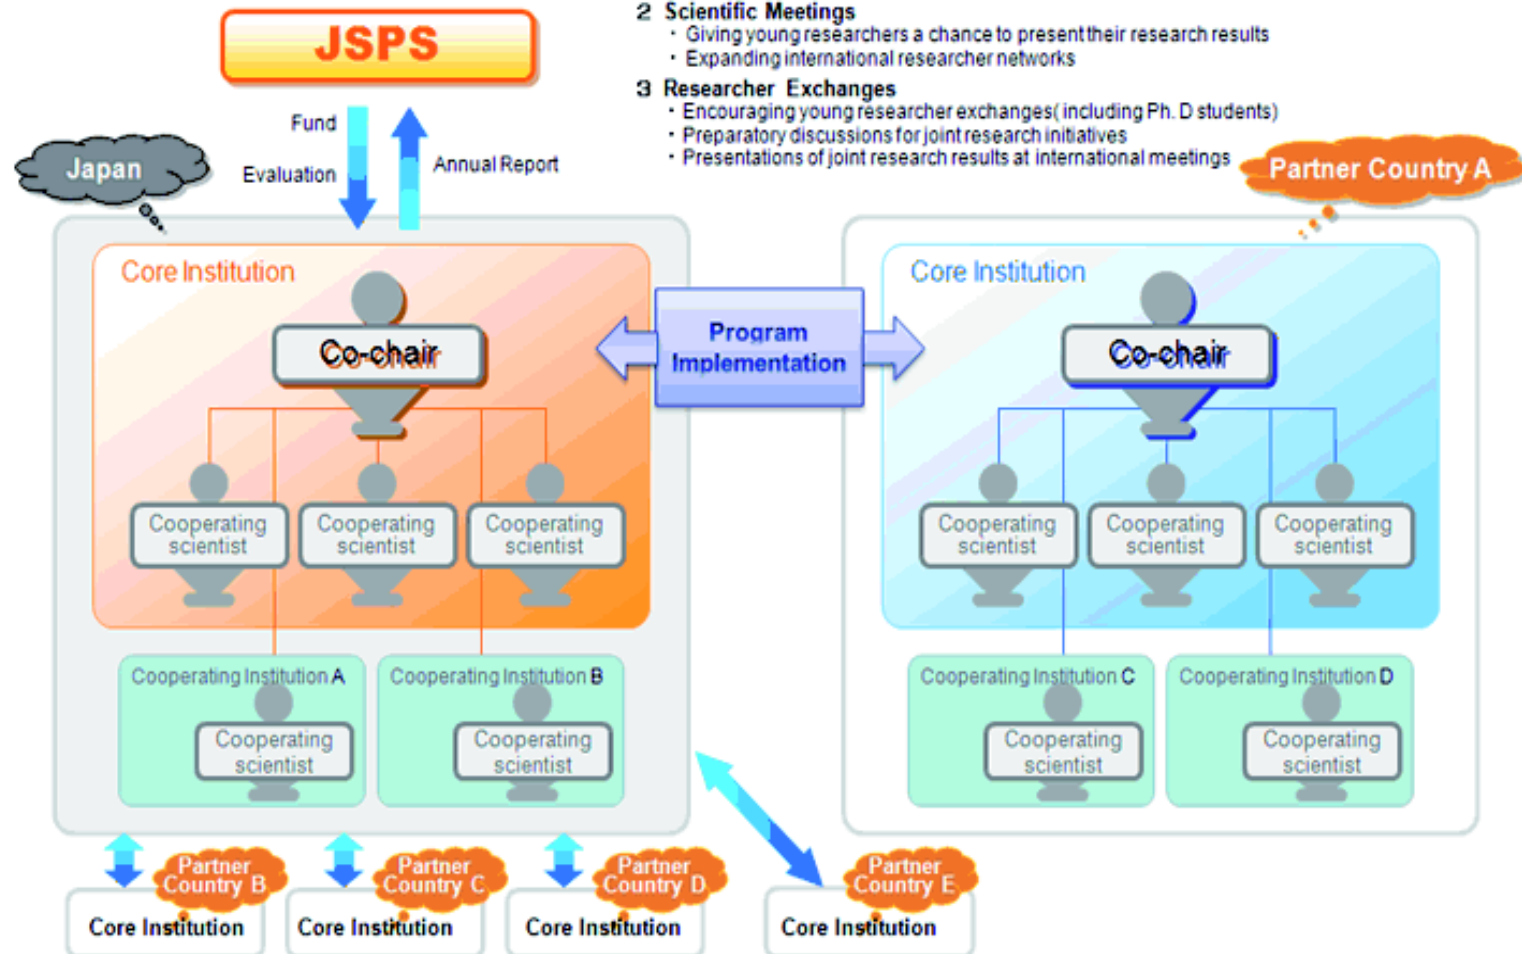 JSPS
2 Scientific Meetings
・ Giving young researchers a chance to present their research results
・ Expanding international researcher networks
3 Researcher Exchanges
・ Encouraging young researcher exchanges( including Ph. D students)
・ Preparatory discussions for joint research initiatives
・ Presentations of joint research results at international meetings
Fund
Evaluation
Annual Report
Japan
Partner Country A
Core Institution
Co-chair
Cooperating
scientist
Cooperating
scientist
Cooperating
scientist
Cooperating Institution A
Cooperating
scientist
Cooperating Institution B
Cooperating
scientist
Program
Implementation
Core Institution
Co-chair
Cooperating
scientist
Cooperating
scientist
Cooperating
scientist
Cooperating Institution C
Cooperating
scientist
Cooperating Institution D
Cooperating
scientist
Partner
Country B
Core Institution
Partner
Country C
Core Institution
Partner
Country D
Core Institution
Partner
Country E
Core Institution